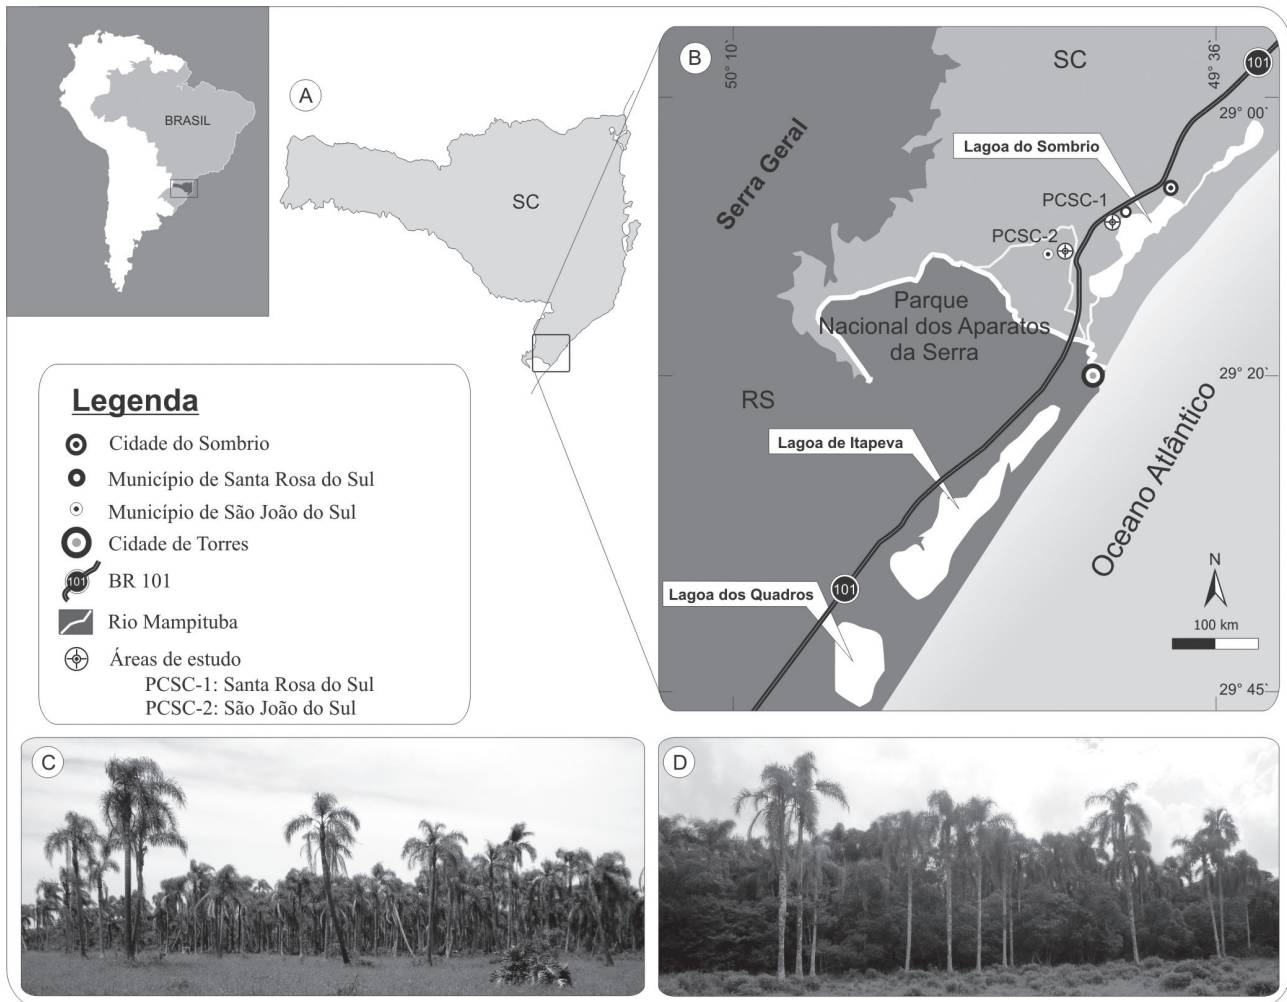 BRASIL
A
SC
Legenda
Cidade do Sombrio
Município de Santa Rosa do Sul
Município de São João do Sul
Cidade de Torres
101
BR 101
Rio Mampituba
Áreas de estudo
PCSC-1: Santa Rosa do Sul
PCSC-2: São João do Sul
B
50° 10`
SC
49° 36`
101
29° 00`
Lagoa do Sombrio
Serra Geral
PCSC-1
PCSC-2
Parque
Nacional dos Aparatos
da Serra
29° 20`
RS
Lagoa de Itapeva
Oceano Atlântico
N
Lagoa dos Quadros
101
100 km
29° 45`
C
D